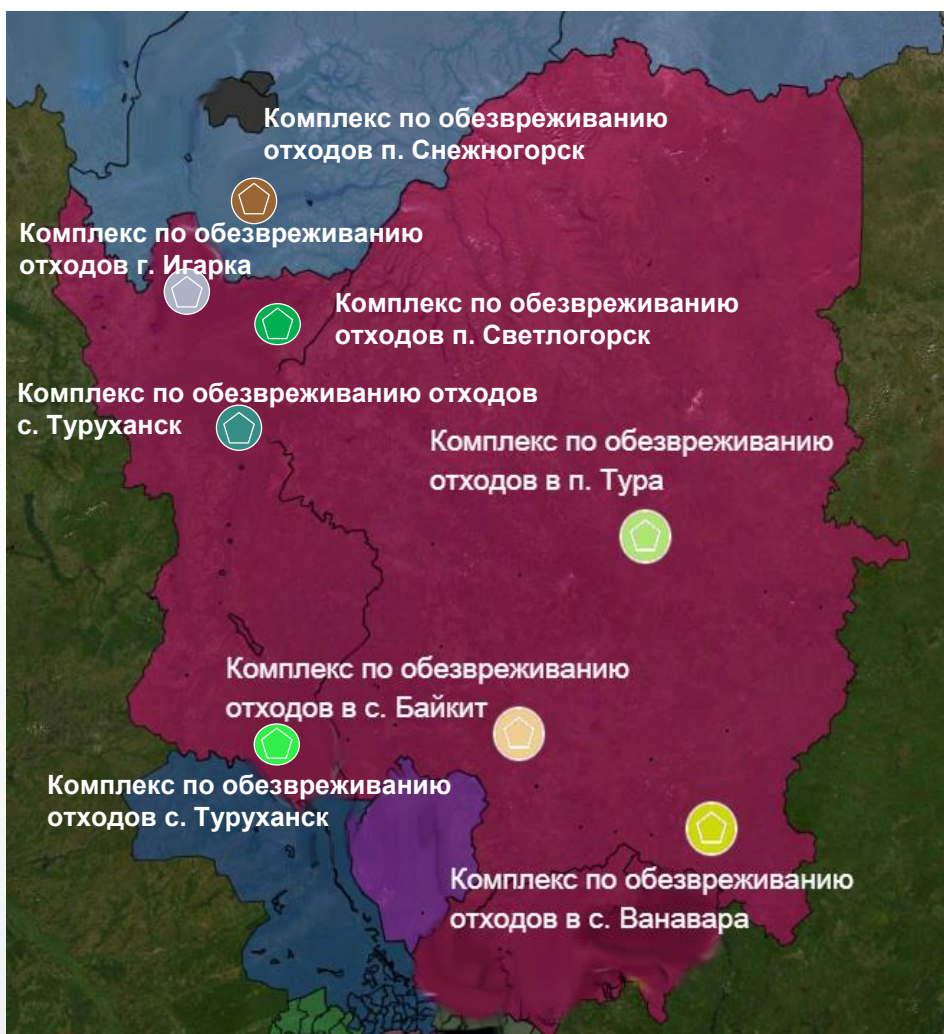 Комплекс по обезвреживанию
отходов п. Снежногорск
Комплекс по обезвреживанию
отходов г. Игарка
Комплекс по обезвреживанию
отходов п. Светлогорск
Комплекс по обезвреживанию отходов
с. Туруханск
Комплекс по обезвреживанию
отходов в п. Тура
Комплекс по обезвреживанию
отходов в с. Байкит
Комплекс по обезвреживанию
отходов с. Туруханск
Комплекс по обезвреживанию
отходов в с. Ванавара